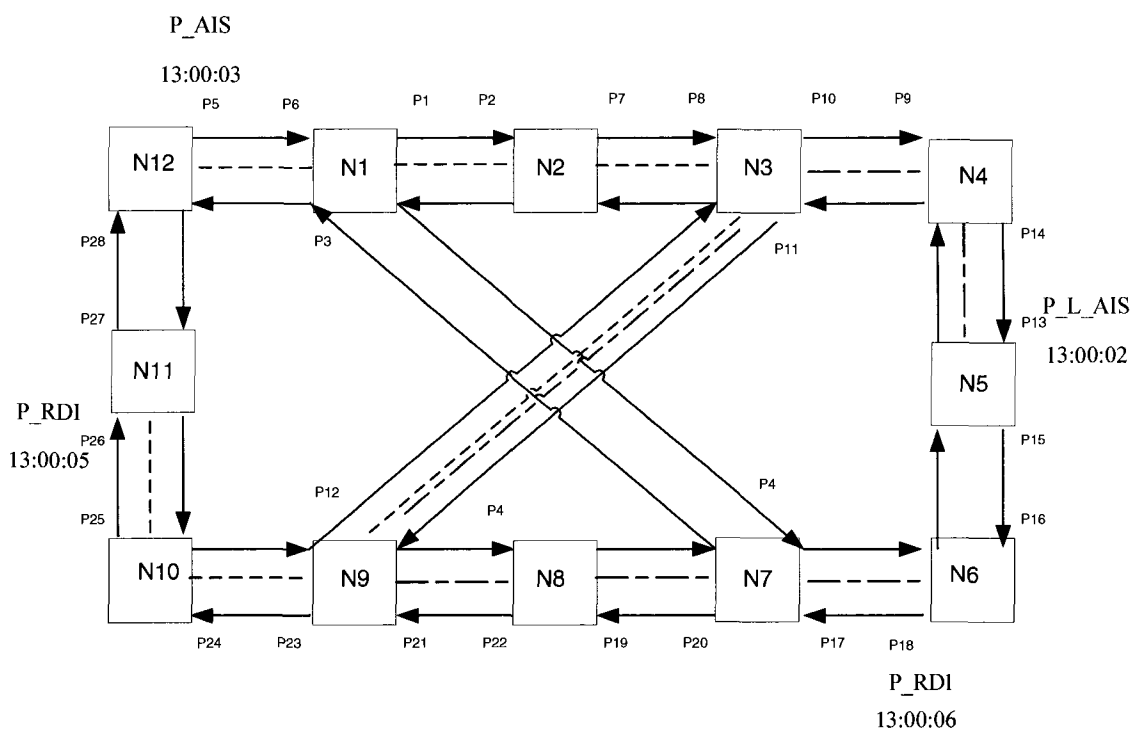 P_AIS
13:00:03
P5 P6 P1 P2 P7 P8 P10 P9
N12 N1 N2 N3 N4
P28 P3 P11 P14
P27 P13 P_L_AIS
13:00:02
N11 N5
P_RDI
P26 P15
13:00:05
P12 P4 P4
P25 P16
N10 N9 N8 N7 N6
P24 P23 P21 P22 P19 P20 P17 P18
P_RDI
13:00:06